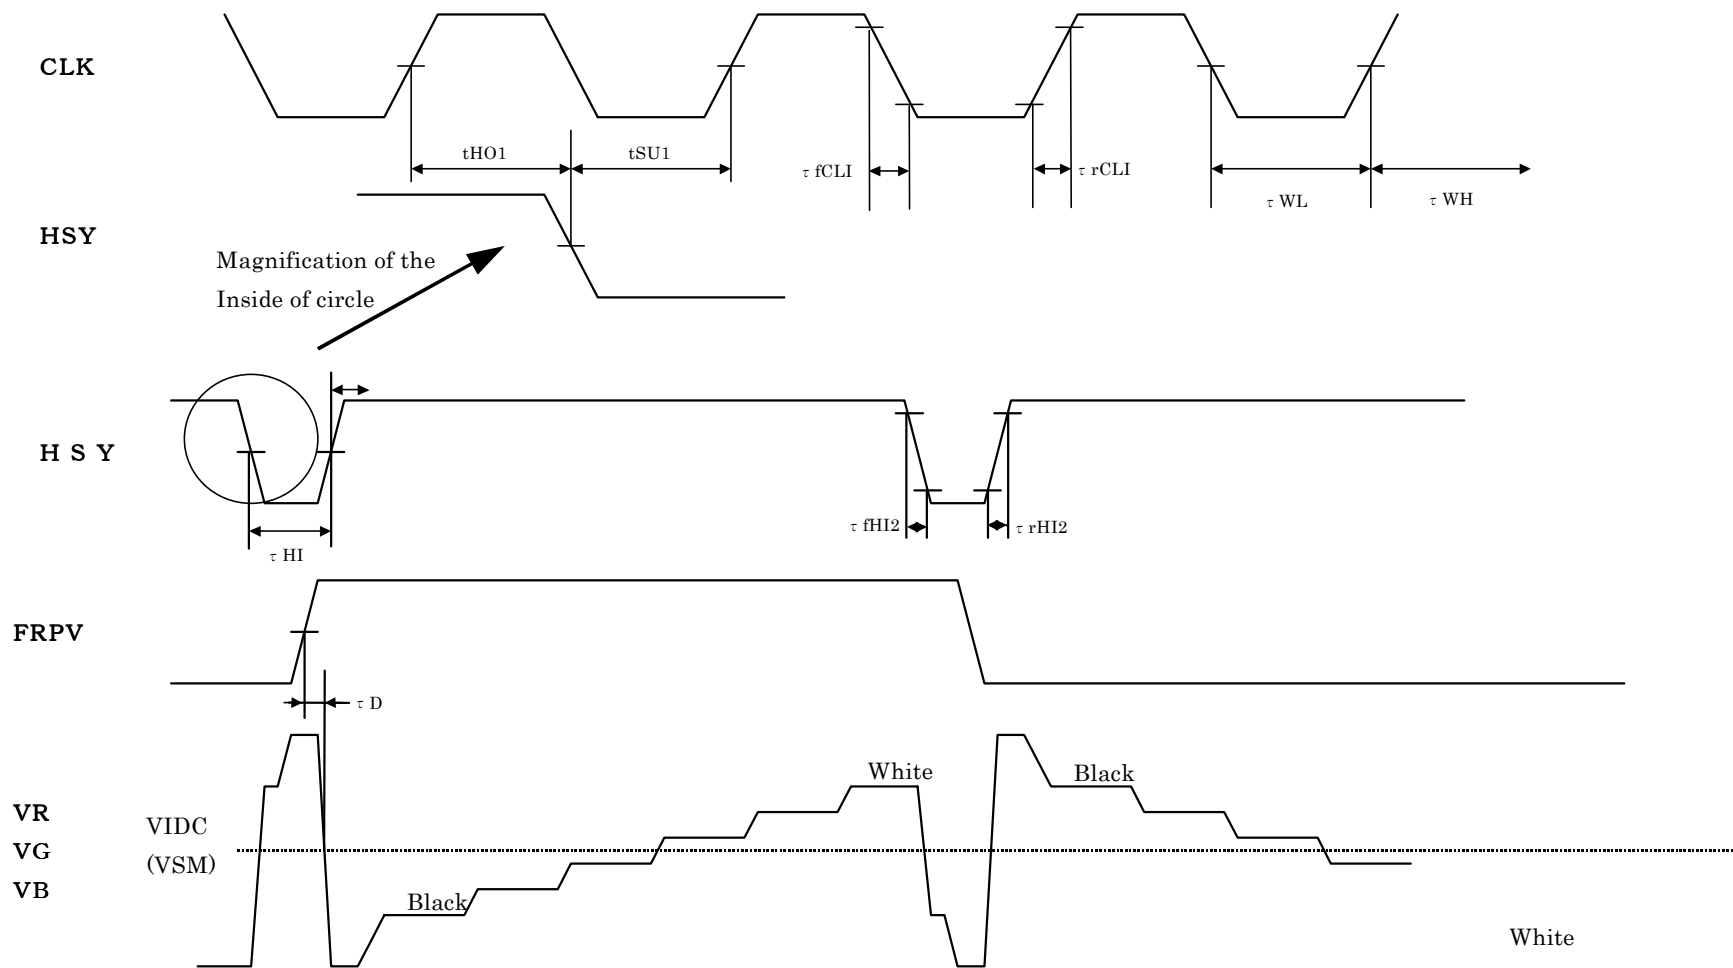 CLK
tHO1
tSU1
τ fCLI
τ rCLI
τ WL
τ WH
HSY
Magnification of the
Inside of circle
H S Y
τ HI
τ fHI2
τ rHI2
FRPV
τ D
White
Black
VR
VIDC
VG
(VSM)
VB
Black
White